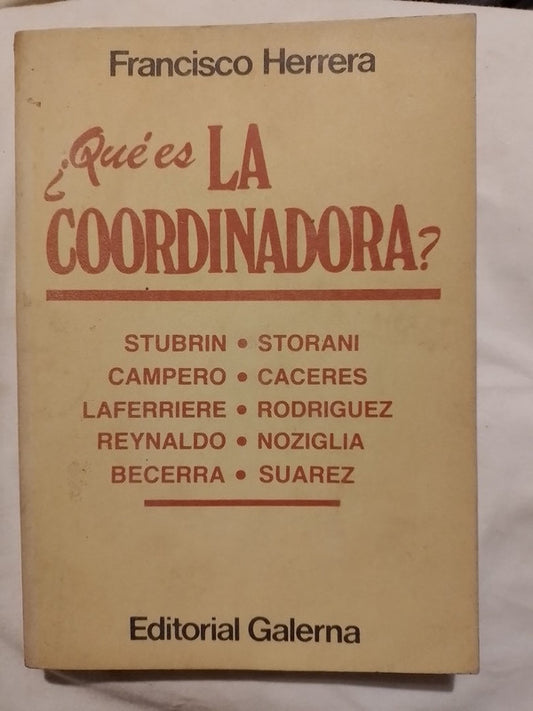 Francisco Herrera
¿Qué es LA
COORDINADORA?
STUBRIN • STORANI
CAMPERO • CACERES
LAFERRIERE • RODRIGUEZ
REYNALDO • NOZIGLIA
BECERRA • SUAREZ
Editorial Galerna